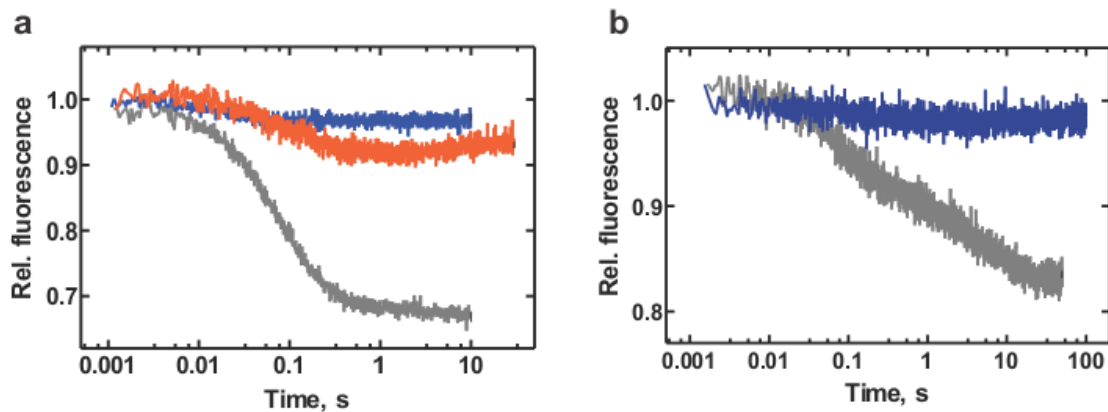 a
Rel. fluorescence
1.0
0.9
0.8
0.7
0.001 0.01 0.1 1 10
Time, s
b
Rel. fluorescence
1.0
0.9
0.8
0.001 0.01 0.1 1 10 100
Time, s